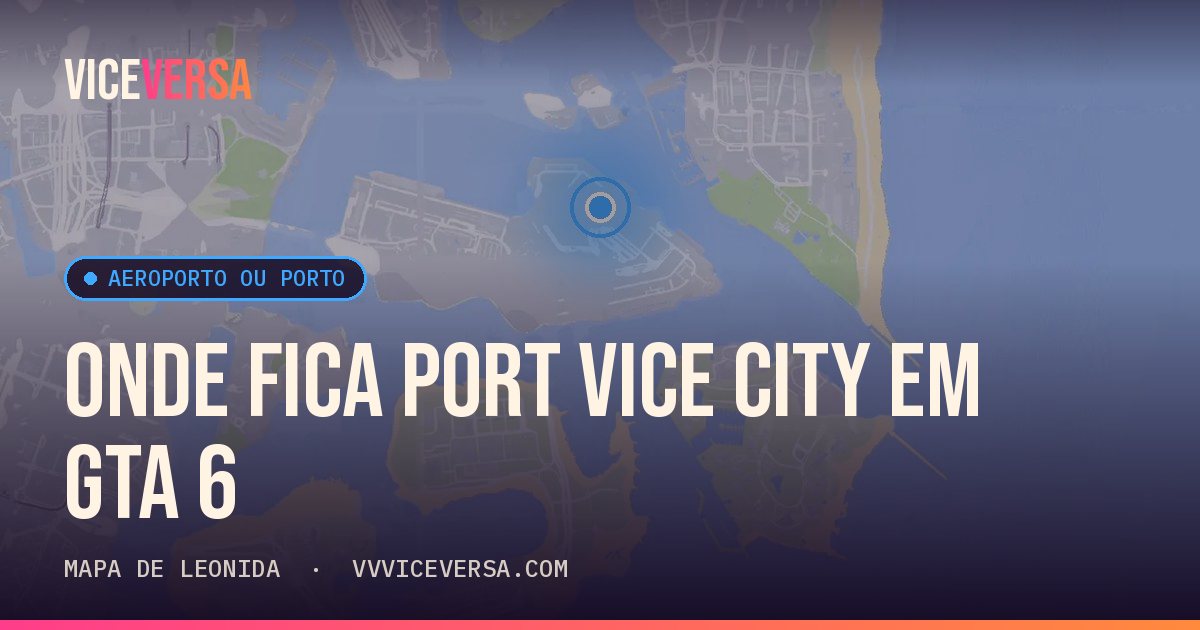 VICEVERSA
AEROPORTO OU PORTO
ONDE FICA PORT VICE CITY EM
GTA 6
MAPA DE LEONIDA · VVVICEVERSA.COM